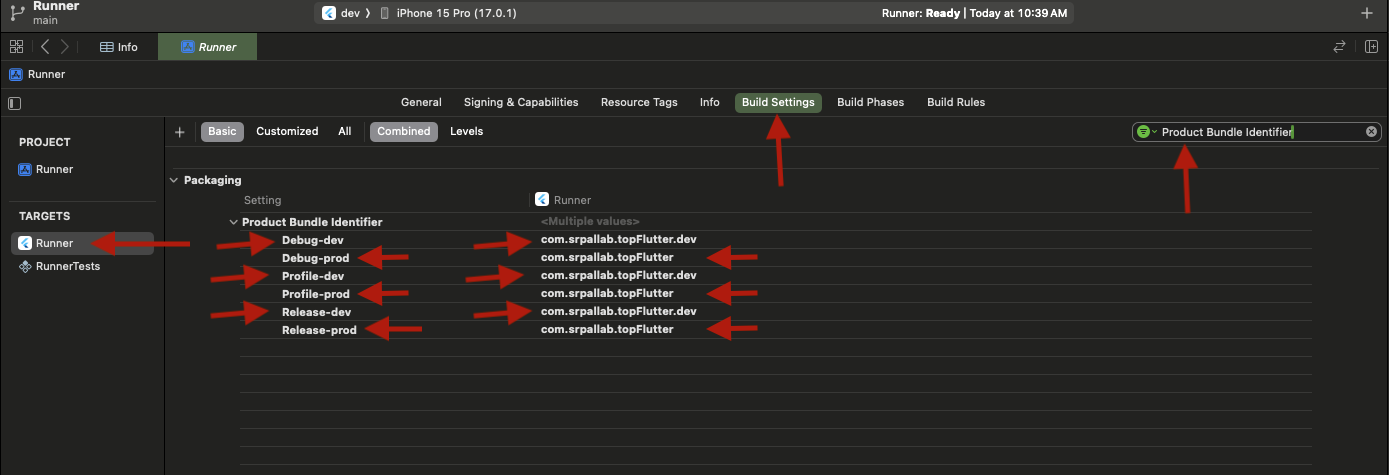 Runner
main
dev 〉 iPhone 15 Pro (17.0.1)
Runner: Ready | Today at 10:39 AM
Info
Runner
Runner
General Signing & Capabilities Resource Tags Info Build Settings Build Phases Build Rules
PROJECT
Runner
TARGETS
Runner
RunnerTests
+ Basic Customized All Combined Levels
Product Bundle Identifier
Packaging
Setting Runner
Product Bundle Identifier <Multiple values>
Debug-dev com.srpallab.topFlutter.dev
Debug-prod com.srpallab.topFlutter
Profile-dev com.srpallab.topFlutter.dev
Profile-prod com.srpallab.topFlutter
Release-dev com.srpallab.topFlutter.dev
Release-prod com.srpallab.topFlutter